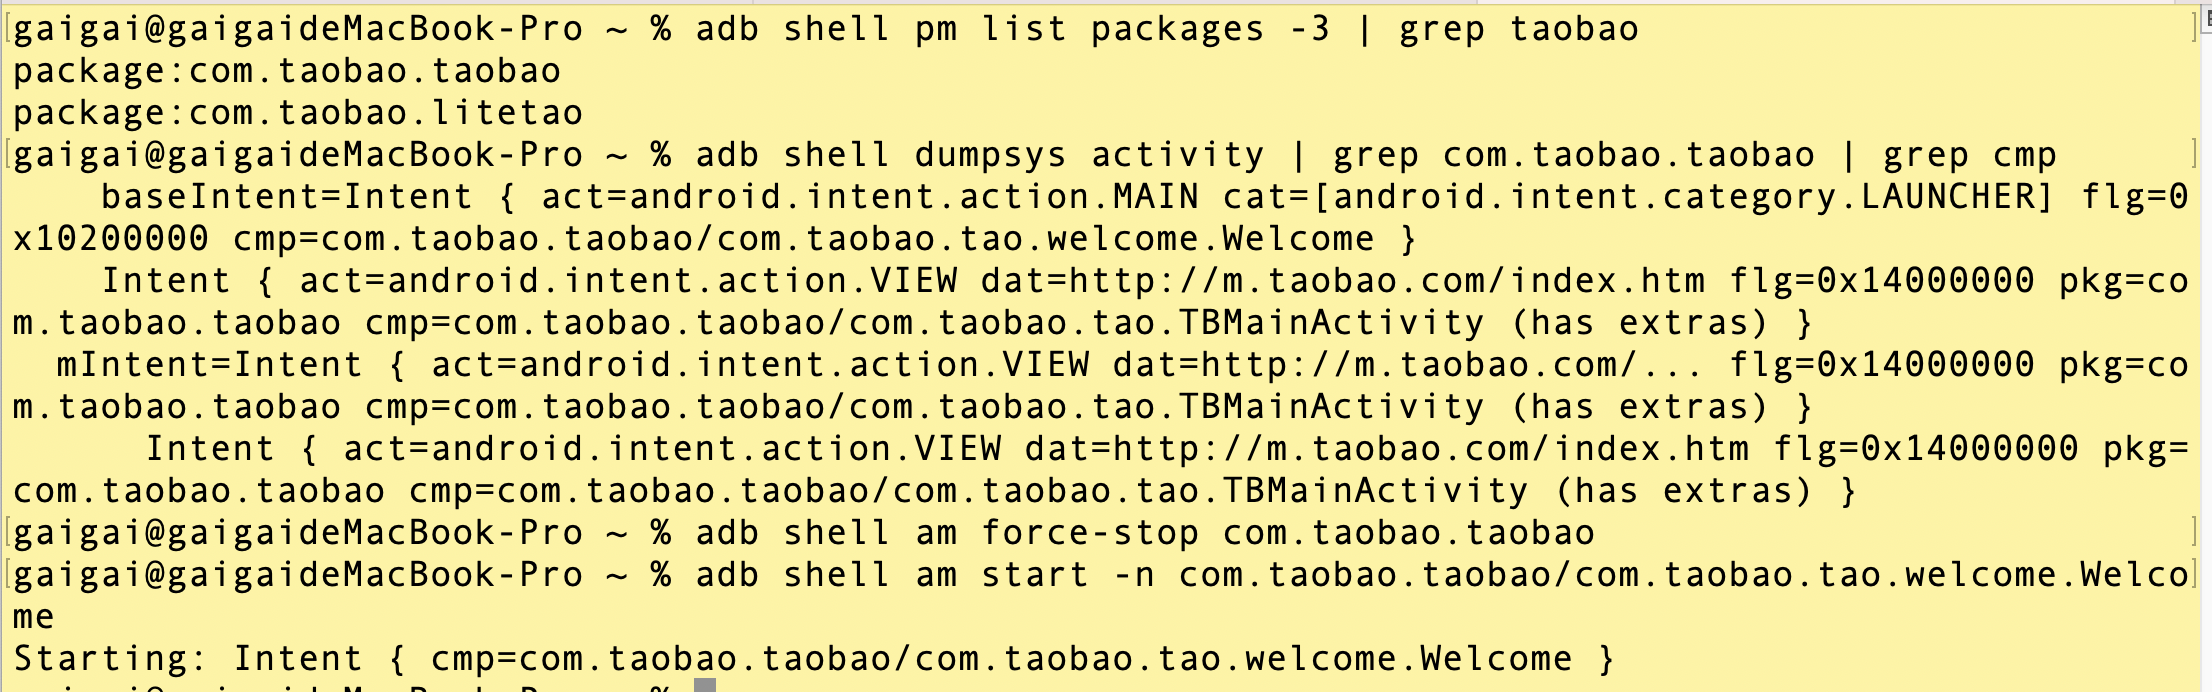 [gaigai@gaigaideMacBook-Pro ~ % adb shell pm list packages -3 | grep taobao ]
package:com.taobao.taobao
package:com.taobao.litetao
[gaigai@gaigaideMacBook-Pro ~ % adb shell dumpsys activity | grep com.taobao.taobao | grep cmp ]
    baseIntent=Intent { act=android.intent.action.MAIN cat=[android.intent.category.LAUNCHER] flg=0
x10200000 cmp=com.taobao.taobao/com.taobao.tao.welcome.Welcome }
    Intent { act=android.intent.action.VIEW dat=http://m.taobao.com/index.htm flg=0x14000000 pkg=co
m.taobao.taobao cmp=com.taobao.taobao/com.taobao.tao.TBMainActivity (has extras) }
  mIntent=Intent { act=android.intent.action.VIEW dat=http://m.taobao.com/... flg=0x14000000 pkg=co
m.taobao.taobao cmp=com.taobao.taobao/com.taobao.tao.TBMainActivity (has extras) }
      Intent { act=android.intent.action.VIEW dat=http://m.taobao.com/index.htm flg=0x14000000 pkg=
com.taobao.taobao cmp=com.taobao.taobao/com.taobao.tao.TBMainActivity (has extras) }
[gaigai@gaigaideMacBook-Pro ~ % adb shell am force-stop com.taobao.taobao ]
[gaigai@gaigaideMacBook-Pro ~ % adb shell am start -n com.taobao.taobao/com.taobao.tao.welcome.Welco]
me
Starting: Intent { cmp=com.taobao.taobao/com.taobao.tao.welcome.Welcome }
gaigai@gaigaideMacBook-Pro ~ %